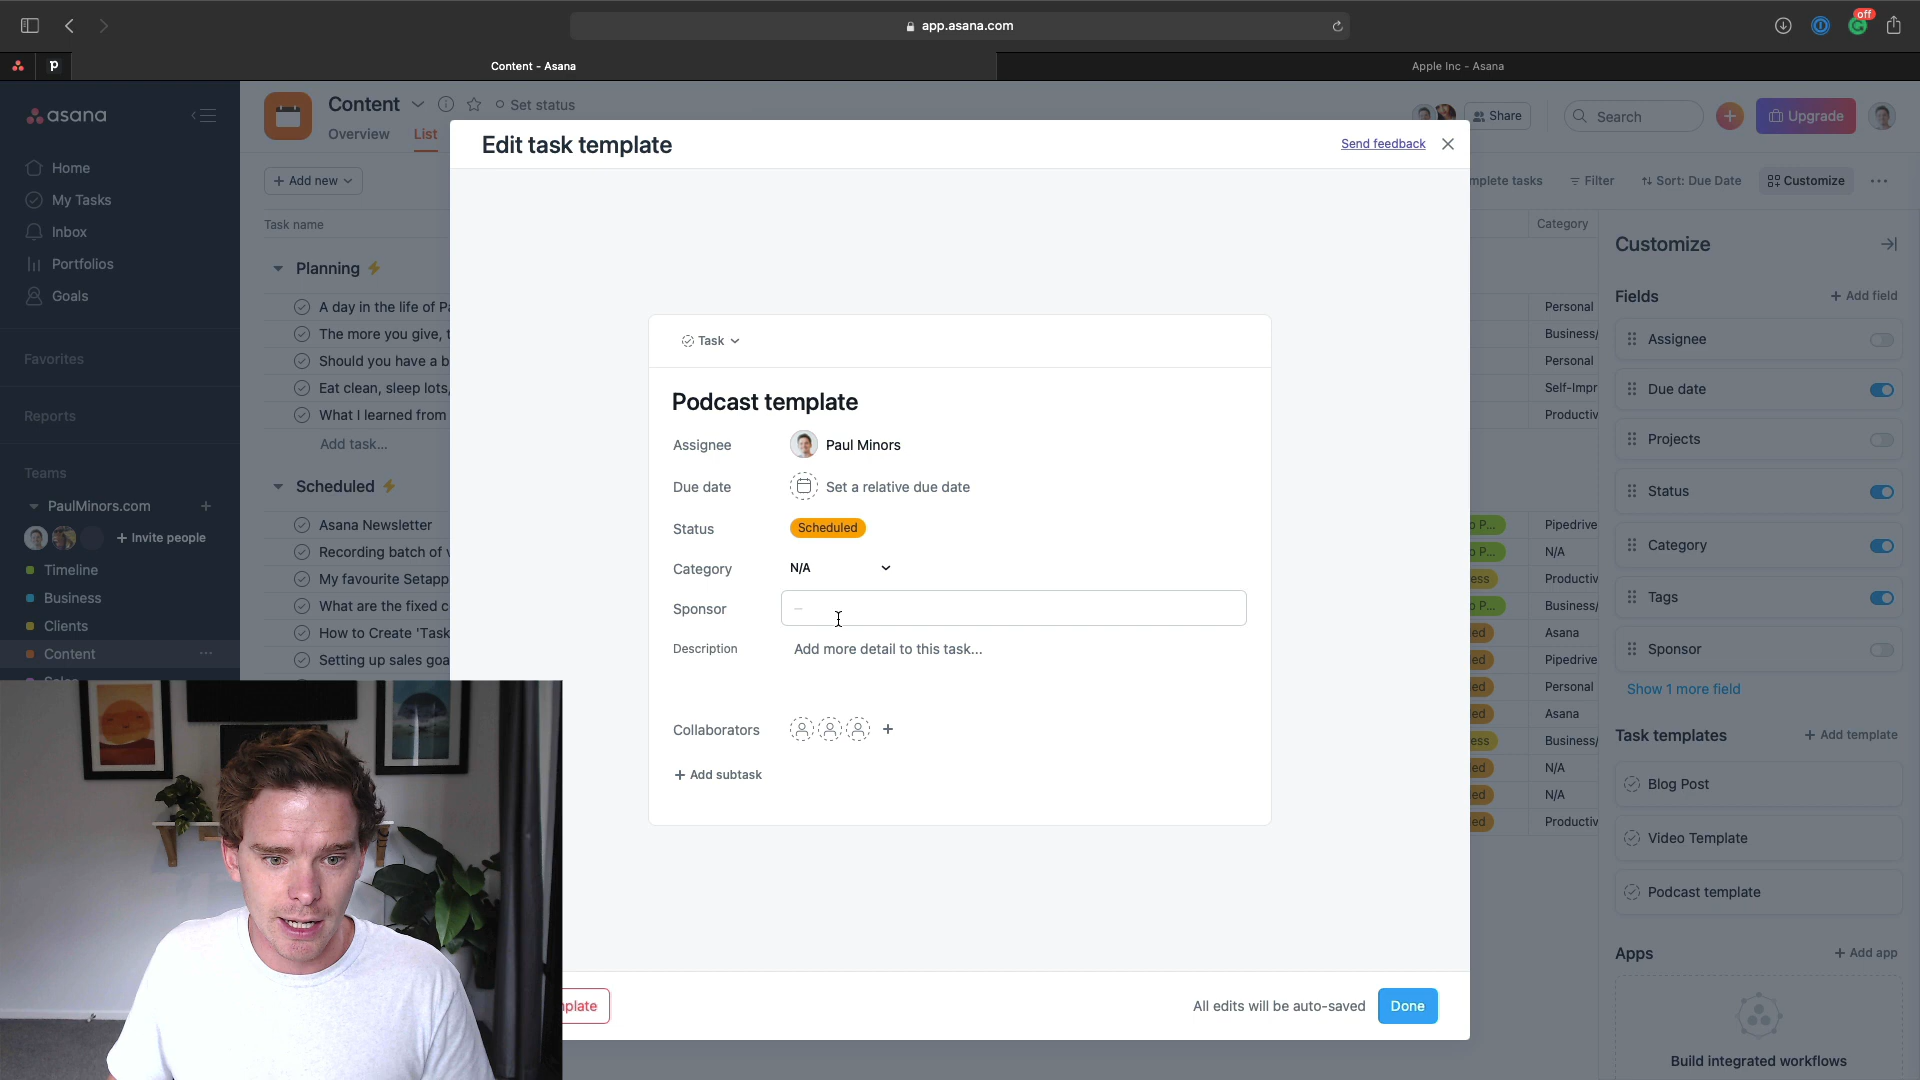 app.asana.com
off
p
Content - Asana
Apple Inc - Asana
asana
Home
My Tasks
Inbox
Portfolios
Goals
Favorites
Reports
Teams
PaulMinors.com
+
+ Invite people
Timeline
Business
Clients
Content
Content
Set status
Overview
List
Share
Search
Upgrade
+ Add new
Filter
Sort: Due Date
Customize
Task name
Category
Planning
A day in the life of
The more you give,
Should you have a
Eat clean, sleep lots,
What I learned from
Add task...
Scheduled
Asana Newsletter
Recording batch of
My favourite Setapp
What are the fixed
How to Create 'Task
Setting up sales
Personal
Business/
Personal
Self-Impr
Productiv
Pipedrive
N/A
Productiv
Business/
Asana
Pipedrive
Personal
Asana
Business/
N/A
N/A
Productiv
Edit task template
Send feedback
Task
Podcast template
Assignee
Paul Minors
Due date
Set a relative due date
Status
Scheduled
Category
N/A
Sponsor
–
Description
Add more detail to this task...
Collaborators
+
+ Add subtask
All edits will be auto-saved
Done
Customize
Fields
+ Add field
Assignee
Due date
Projects
Status
Category
Tags
Sponsor
Show 1 more field
Task templates
+ Add template
Blog Post
Video Template
Podcast template
Apps
+ Add app
Build integrated workflows